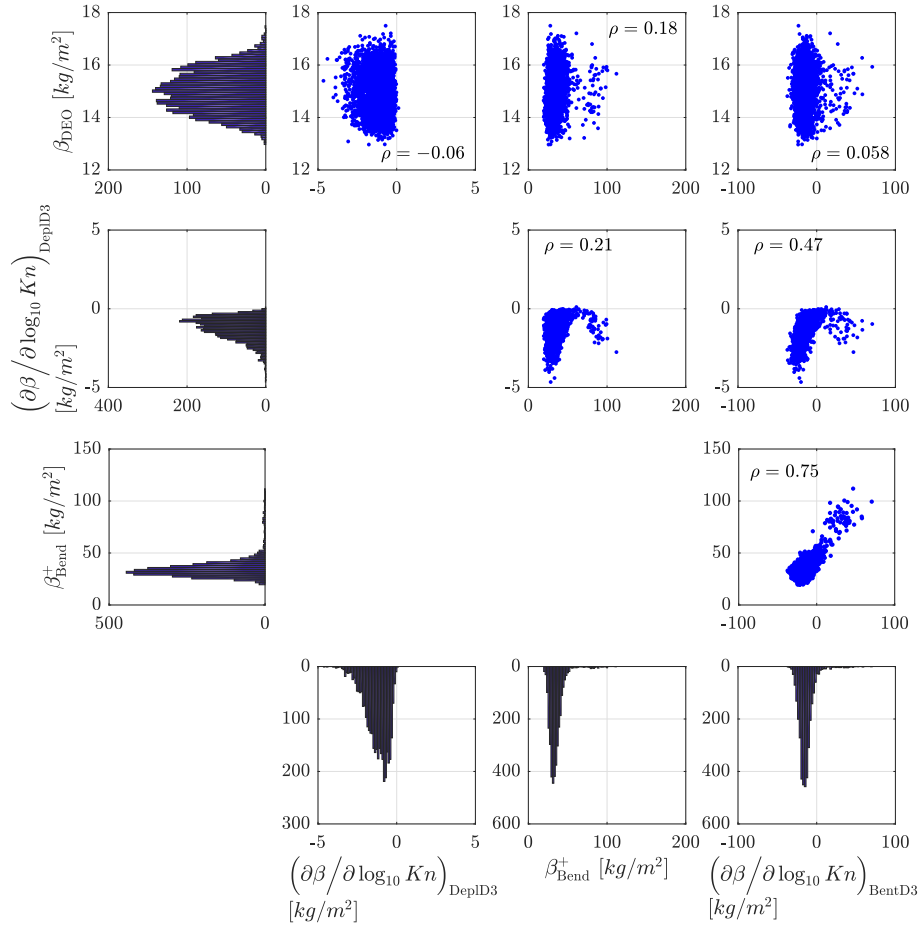 18
16
14
12
200 100 0
β_DEO [kg/m²]
18
16
14
12
-5 0 5
ρ = −0.06
18
16
14
12
0 100 200
ρ = 0.18
18
16
14
12
-100 0 100
ρ = 0.058
5
0
-5
400 200 0
(∂β/∂ log₁₀ Kn)_DeplD3
[kg/m²]
5
0
-5
0 100 200
ρ = 0.21
5
0
-5
-100 0 100
ρ = 0.47
150
100
50
0
500 0
β⁺_Bend [kg/m²]
150
100
50
0
-100 0 100
ρ = 0.75
0
100
200
300
-5 0 5
(∂β/∂ log₁₀ Kn)_DeplD3
[kg/m²]
0
200
400
600
0 100 200
β⁺_Bend [kg/m²]
0
200
400
600
-100 0 100
(∂β/∂ log₁₀ Kn)_BentD3
[kg/m²]